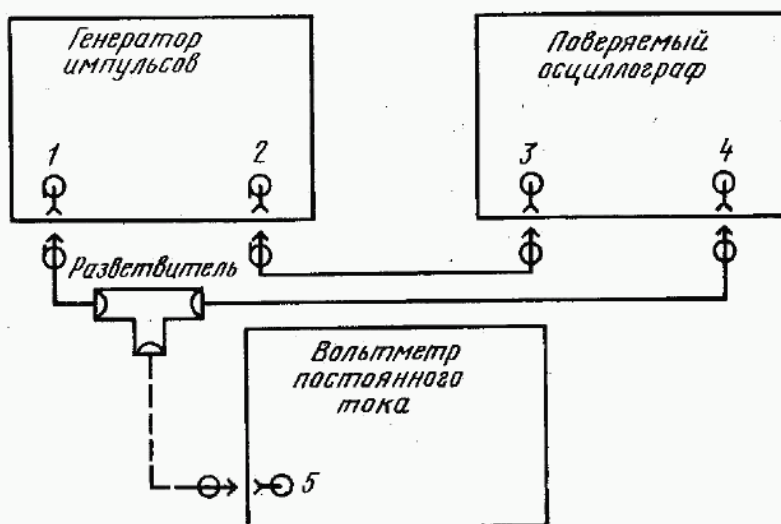 Генератор
импульсов
Поверяемый
осциллограф
1
2
3
4
Разветвитель
Вольтметр
постоянного
тока
5